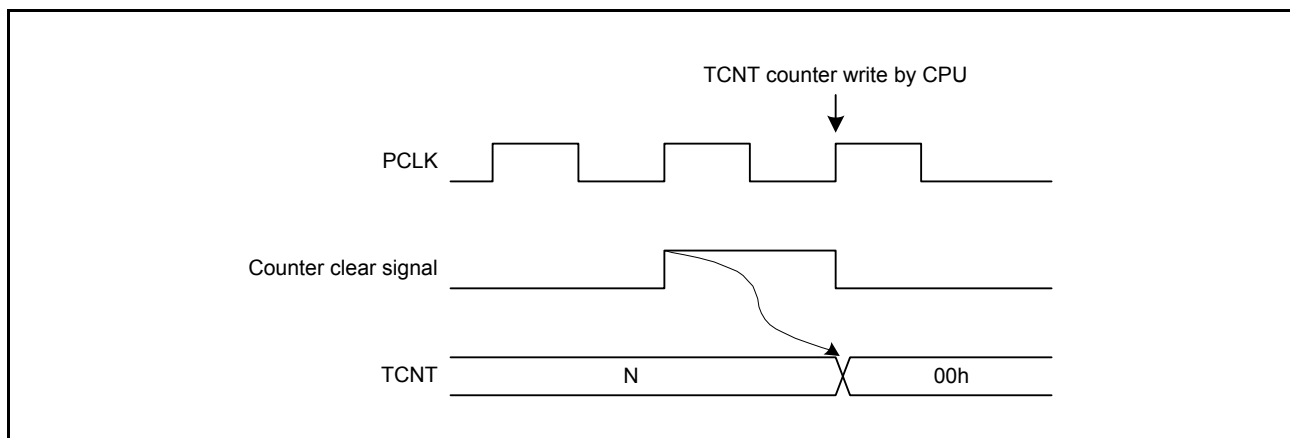 TCNT counter write by CPU
PCLK
Counter clear signal
TCNT
N
00h